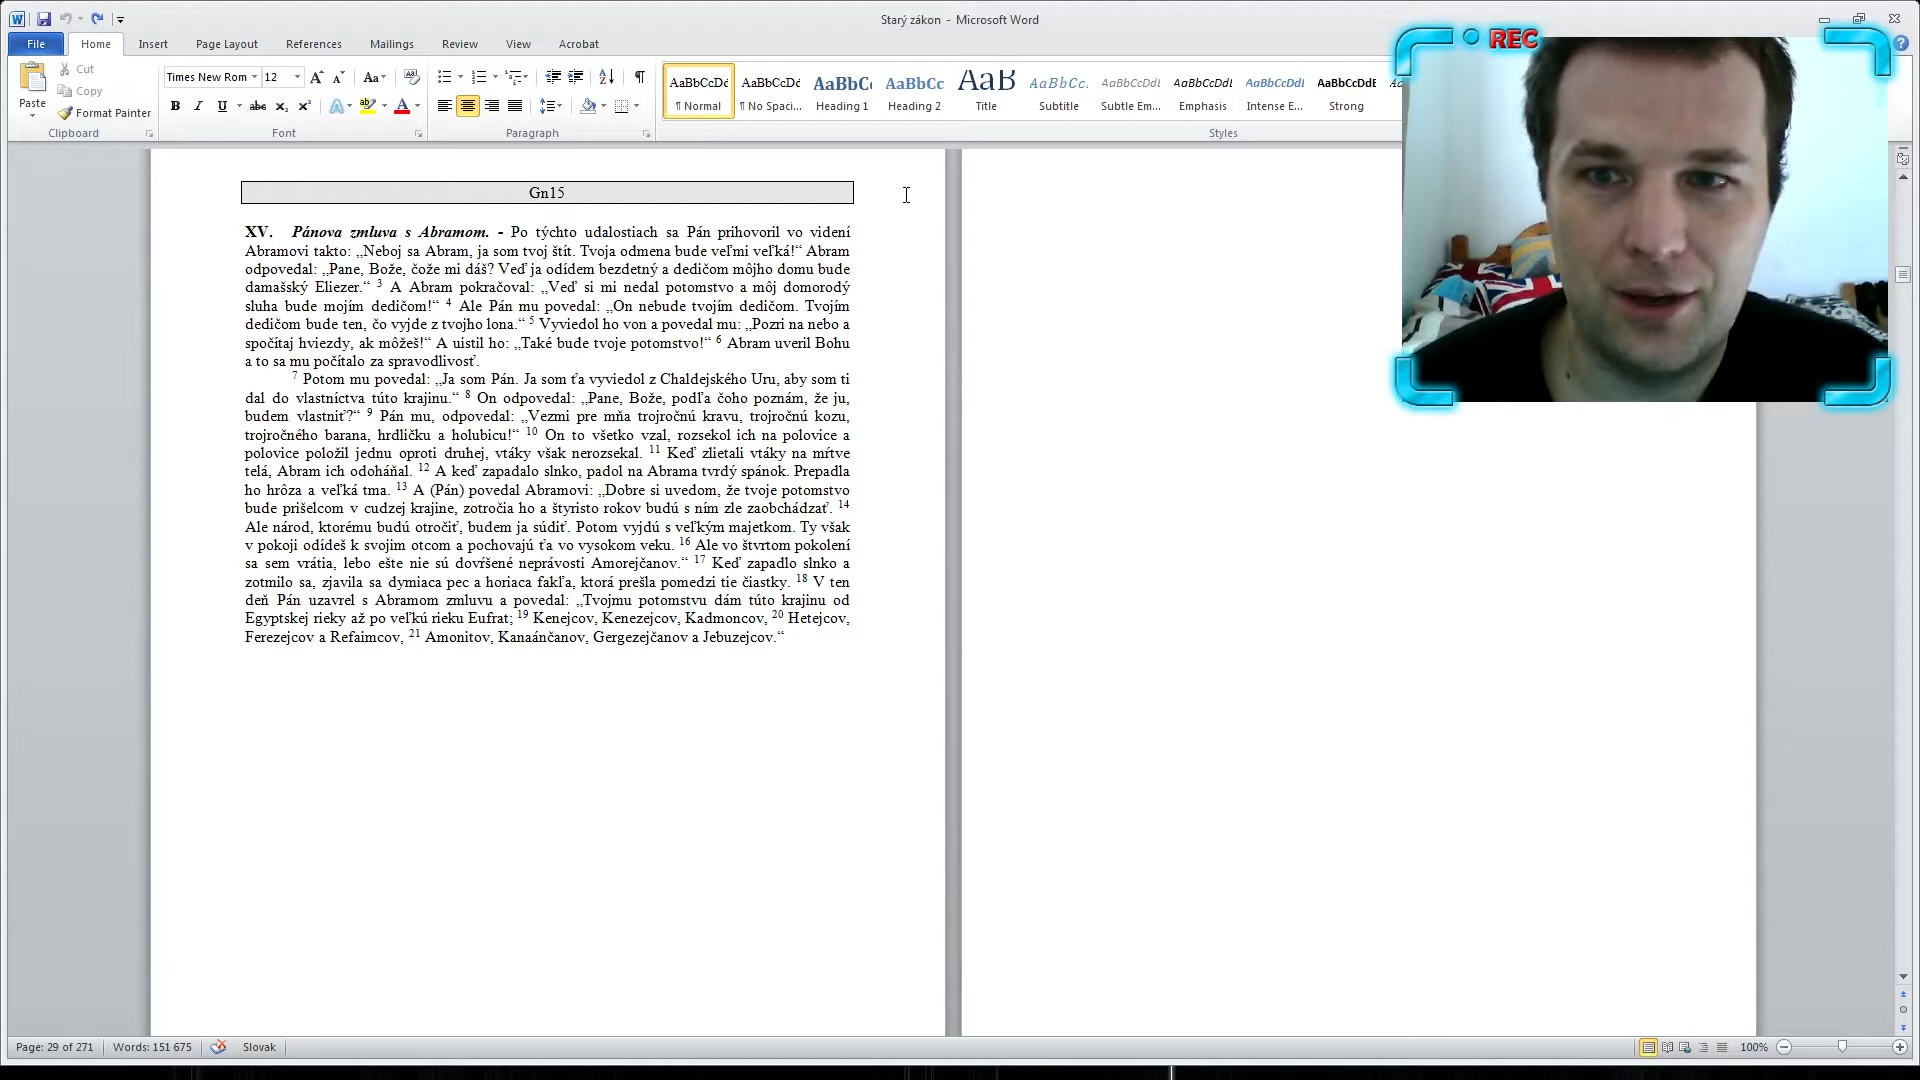 Starý zákon - Microsoft Word
File Home Insert Page Layout References Mailings Review View Acrobat
REC
Paste
Cut
Copy
Format Painter
Clipboard
Times New Rom 12
Font
Paragraph
AaBbCcDd AaBbCcDd AaBbC AaBbCc AaB AaBbCc. AaBbCcDd AaBbCcDd AaBbCcDd AaBbCcDd
¶ Normal ¶ No Spaci... Heading 1 Heading 2 Title Subtitle Subtle Em... Emphasis Intense E... Strong
Styles
Gn15
XV. Pánova zmluva s Abramom. - Po týchto udalostiach sa Pán prihovoril vo videní
Abramovi takto: „Neboj sa Abram, ja som tvoj štít. Tvoja odmena bude veľmi veľká!“ Abram
odpovedal: „Pane, Bože, čože mi dáš? Veď ja odídem bezdetný a dedičom môjho domu bude
damašský Eliezer.“ 3 A Abram pokračoval: „Veď si mi nedal potomstvo a môj domorodý
sluha bude mojím dedičom!“ 4 Ale Pán mu povedal: „On nebude tvojím dedičom. Tvojím
dedičom bude ten, čo vyjde z tvojho lona.“ 5 Vyviedol ho von a povedal mu: „Pozri na nebo a
spočítaj hviezdy, ak môžeš!“ A uistil ho: „Také bude tvoje potomstvo!“ 6 Abram uveril Bohu
a to sa mu počítalo za spravodlivosť.
7 Potom mu povedal: „Ja som Pán. Ja som ťa vyviedol z Chaldejského Uru, aby som ti
dal do vlastníctva túto krajinu.“ 8 On odpovedal: „Pane, Bože, podľa čoho poznám, že ju,
budem vlastniť?“ 9 Pán mu, odpovedal: „Vezmi pre mňa trojročnú kravu, trojročnú kozu,
trojročného barana, hrdličku a holubicu!“ 10 On to všetko vzal, rozsekol ich na polovice a
polovice položil jednu oproti druhej, vtáky však nerozsekal. 11 Keď zlietali vtáky na mŕtve
telá, Abram ich odoháňal. 12 A keď zapadalo slnko, padol na Abrama tvrdý spánok. Prepadla
ho hrôza a veľká tma. 13 A (Pán) povedal Abramovi: „Dobre si uvedom, že tvoje potomstvo
bude prišelcom v cudzej krajine, zotročia ho a štyristo rokov budú s ním zle zaobchádzať. 14
Ale národ, ktorému budú otročiť, budem ja súdiť. Potom vyjdú s veľkým majetkom. Ty však
v pokoji odídeš k svojim otcom a pochovajú ťa vo vysokom veku. 16 Ale vo štvrtom pokolení
sa sem vrátia, lebo ešte nie sú dovŕšené neprávosti Amorejčanov.“ 17 Keď zapadlo slnko a
zotmilo sa, zjavila sa dymiaca pec a horiaca fakľa, ktorá prešla pomedzi tie čiastky. 18 V ten
deň Pán uzavrel s Abramom zmluvu a povedal: „Tvojmu potomstvu dám túto krajinu od
Egyptskej rieky až po veľkú rieku Eufrat; 19 Kenejcov, Kenezejcov, Kadmoncov, 20 Hetejcov,
Ferezejcov a Refaimcov, 21 Amonitov, Kanaánčanov, Gergezejčanov a Jebuzejcov.“
Page: 29 of 271 Words: 151 675 Slovak 100%